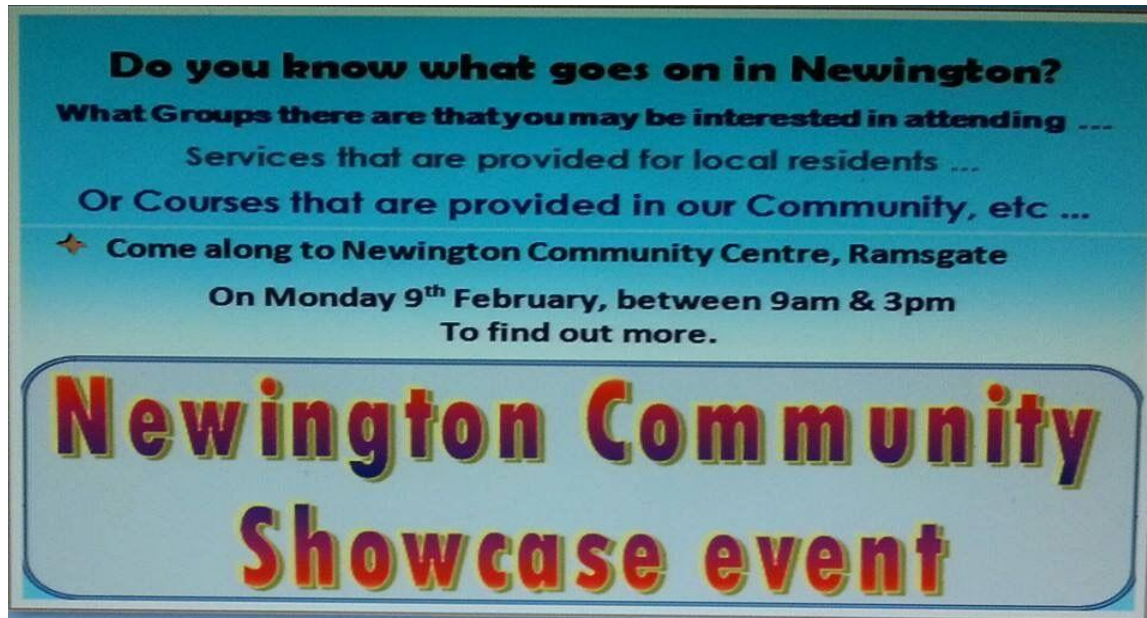 Do you know what goes on in Newington?
What Groups there are that you may be interested in attending ...
Services that are provided for local residents ...
Or Courses that are provided in our Community, etc ...
Come along to Newington Community Centre, Ramsgate
On Monday 9th February, between 9am & 3pm
To find out more.
Newington Community
Showcase event